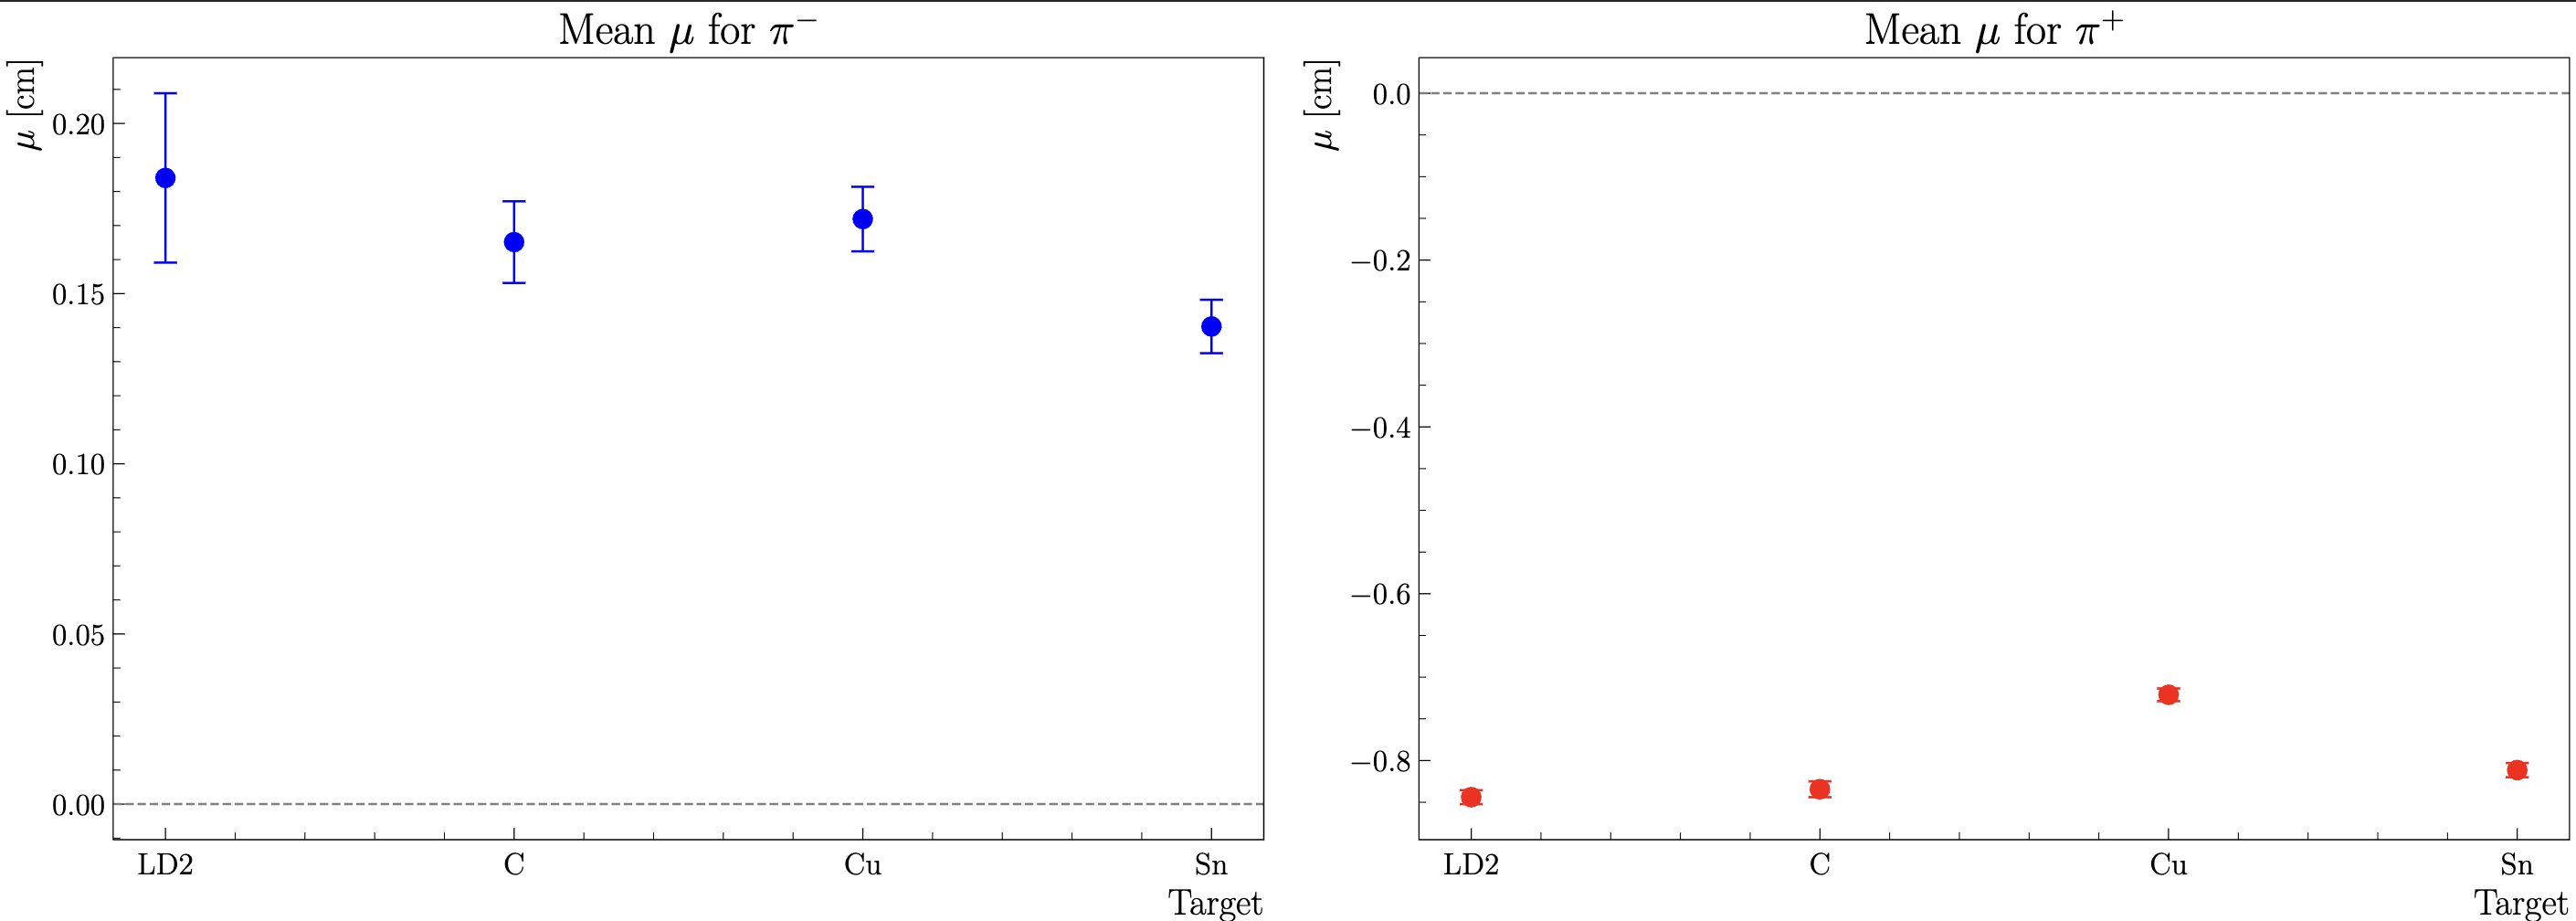 Mean μ for π⁻
μ [cm]
0.20
0.15
0.10
0.05
0.00
LD2 C Cu Sn
Target
Mean μ for π⁺
μ [cm]
0.0
−0.2
−0.4
−0.6
−0.8
LD2 C Cu Sn
Target